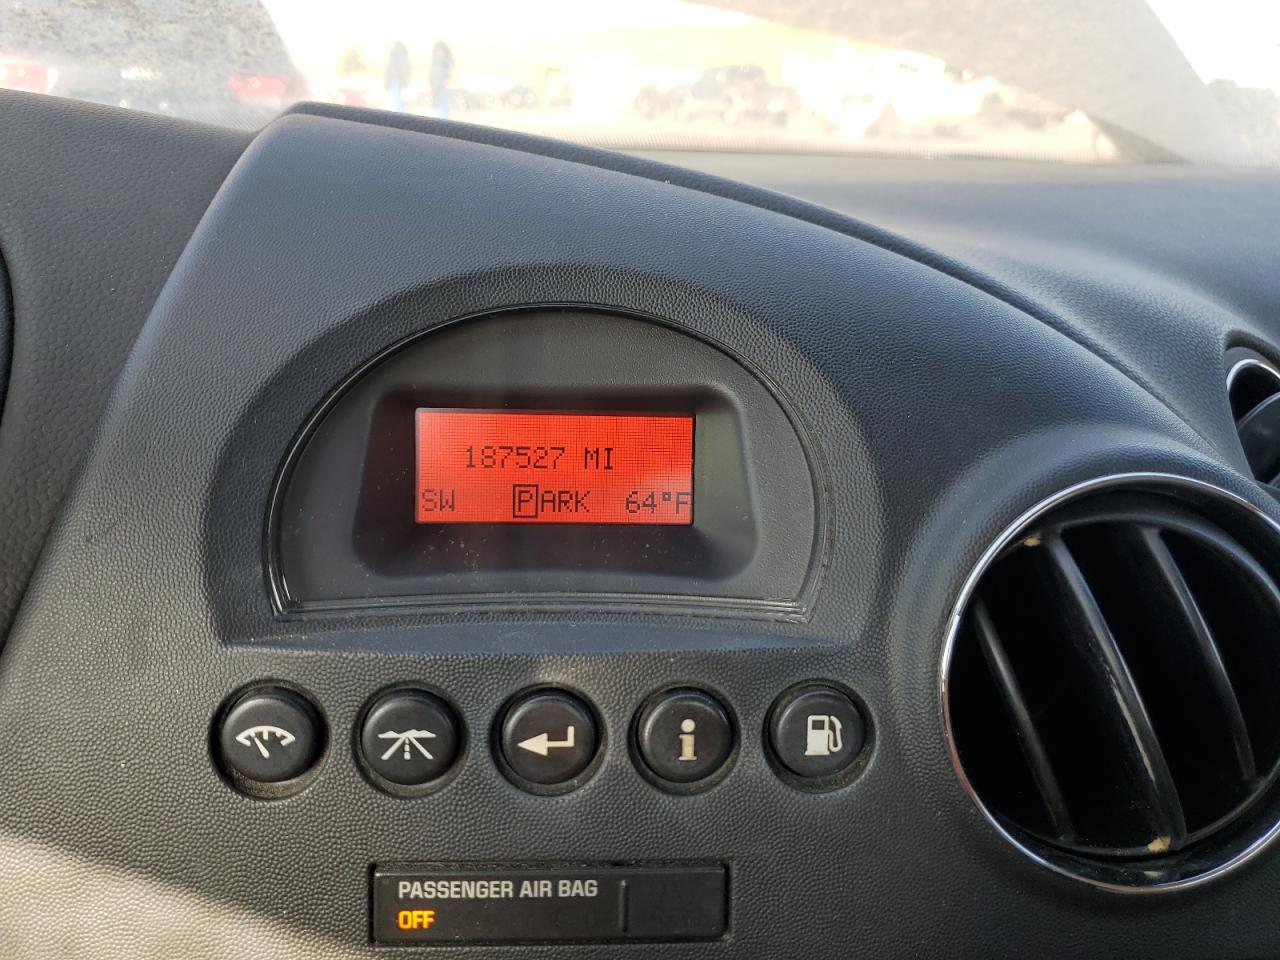 187527 MI
SW PARK 64°F
PASSENGER AIR BAG
OFF